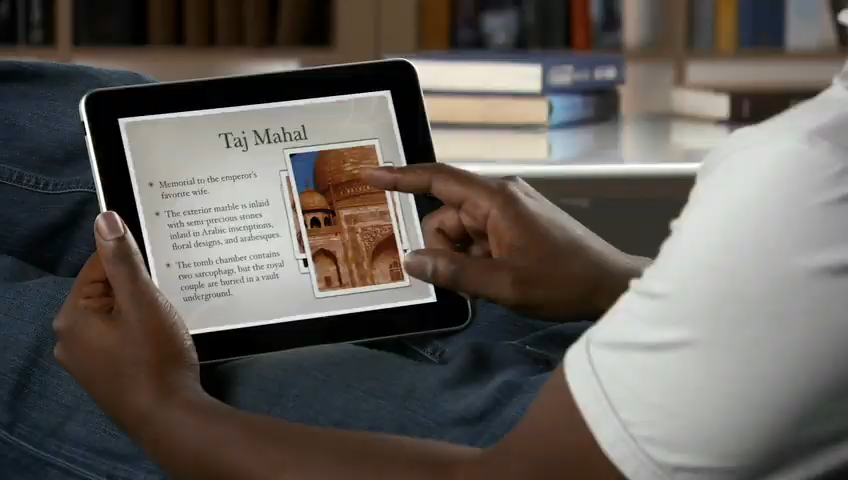 Taj Mahal
* Memorial to the emperor's
favorite wife.
* The exterior marble is inlaid
with semi-precious stones
inlaid in Arabic inscriptions,
floral designs, and arabesques.
* The tomb chamber contains
two sarcophagi, but the royal
couple are buried in a vault
underground.